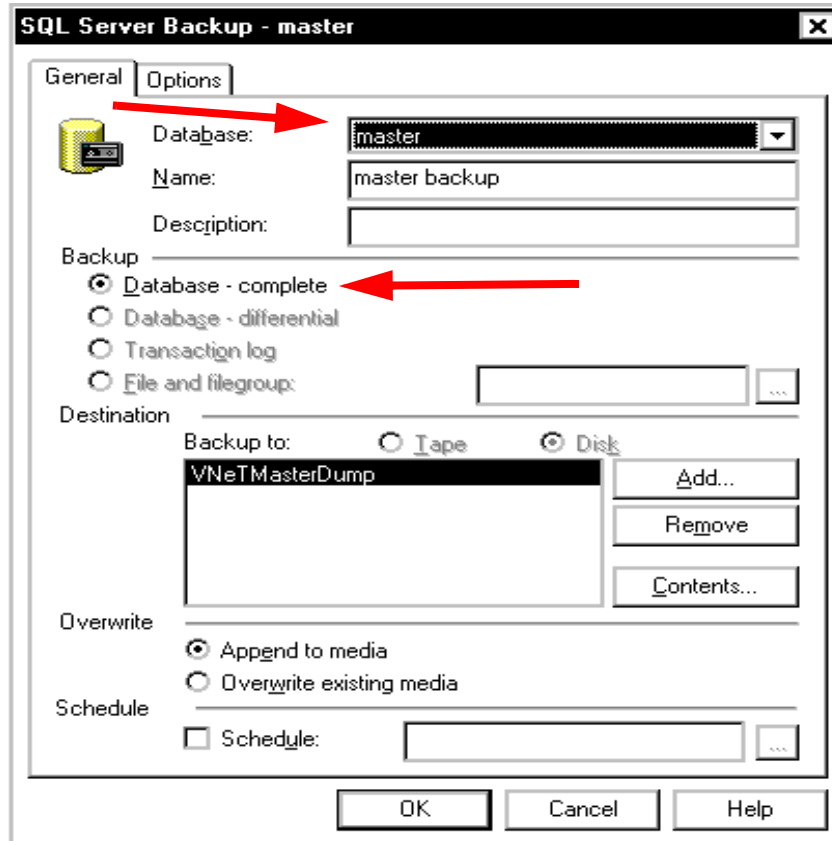 SQL Server Backup - master
General
Options
Database:
master
Name:
master backup
Description:
Backup
Database - complete
Database - differential
Transaction log
File and filegroup:
...
Destination
Backup to:
Tape
Disk
VNeTMasterDump
Add...
Remove
Contents...
Overwrite
Append to media
Overwrite existing media
Schedule
Schedule:
...
OK
Cancel
Help